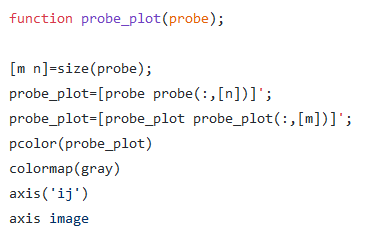 function probe_plot(probe);
[m n]=size(probe);
probe_plot=[probe probe(:,[n])]';
probe_plot=[probe_plot probe_plot(:,[m])]';
pcolor(probe_plot)
colormap(gray)
axis('ij')
axis image